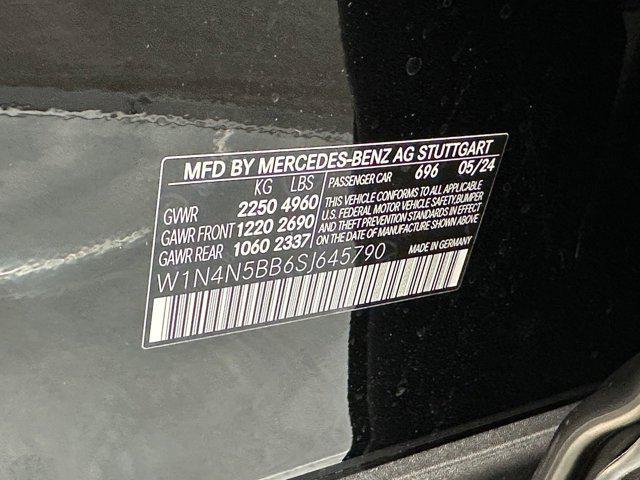 MFD BY MERCEDES-BENZ AG STUTTGART
KG LBS PASSENGER CAR 696 05/24
GVWR 2250 4960
GAWR FRONT 1220 2690
GAWR REAR 1060 2337
THIS VEHICLE CONFORMS TO ALL APPLICABLE
U.S. FEDERAL MOTOR VEHICLE SAFETY, BUMPER
AND THEFT PREVENTION STANDARDS IN EFFECT
ON THE DATE OF MANUFACTURE SHOWN ABOVE
MADE IN GERMANY
W1N4N5BB6SJ645790